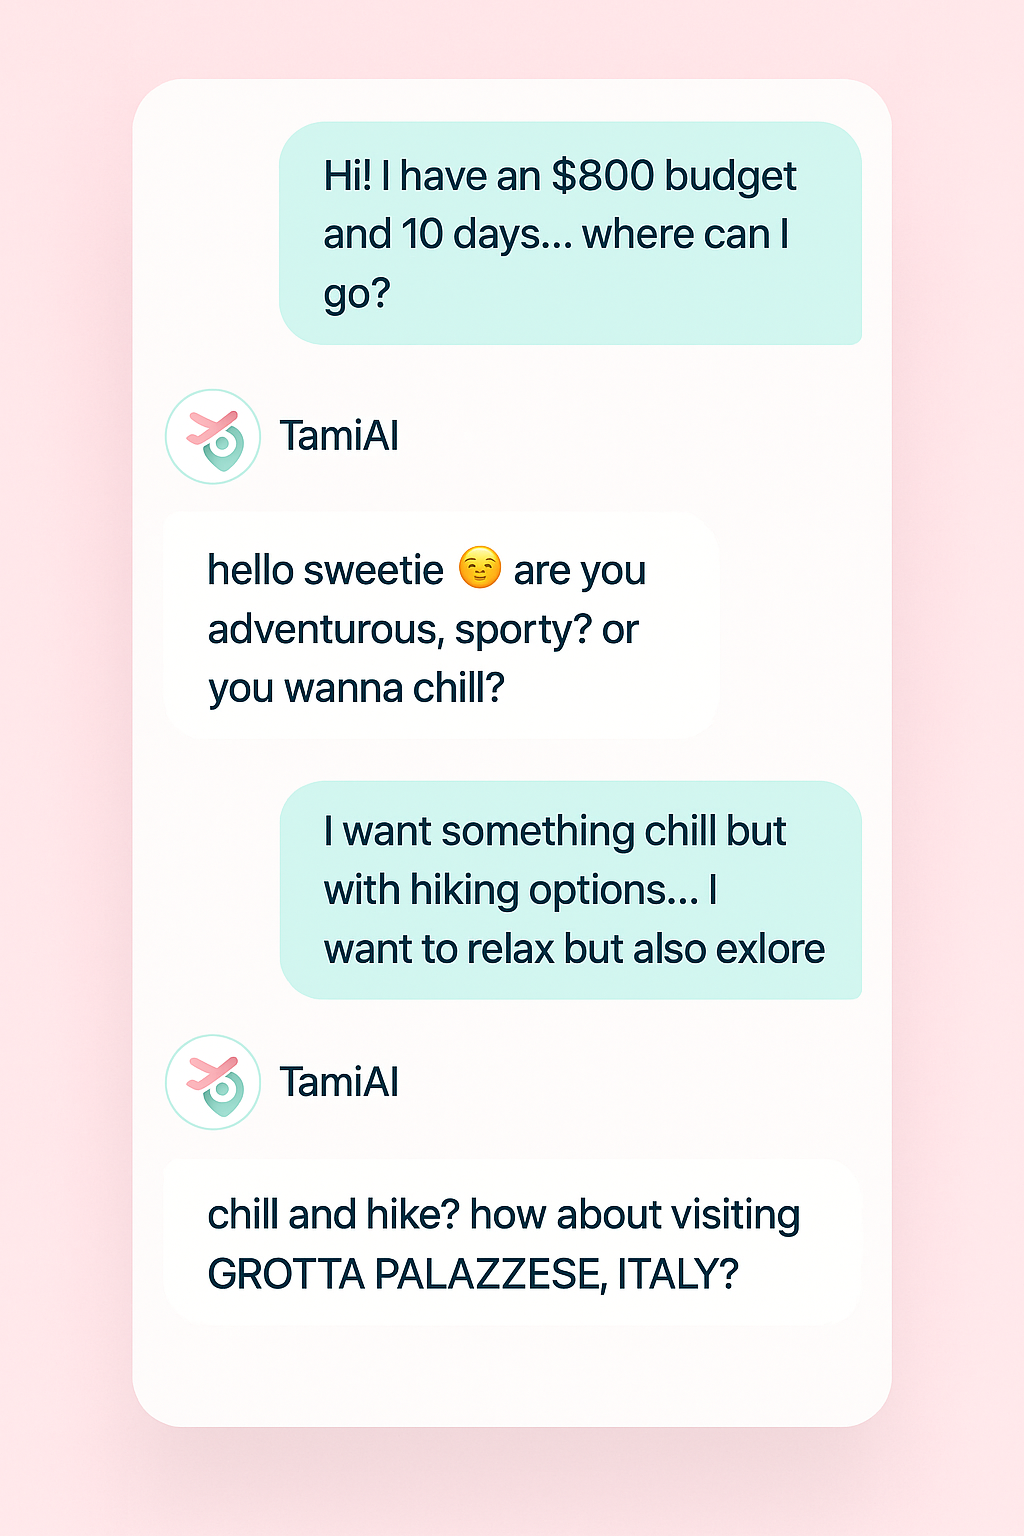 Hi! I have an $800 budget
and 10 days... where can I
go?
TamiAI
hello sweetie 😏 are you
adventurous, sporty? or
you wanna chill?
I want something chill but
with hiking options... I
want to relax but also exlore
TamiAI
chill and hike? how about visiting
GROTTA PALAZZESE, ITALY?